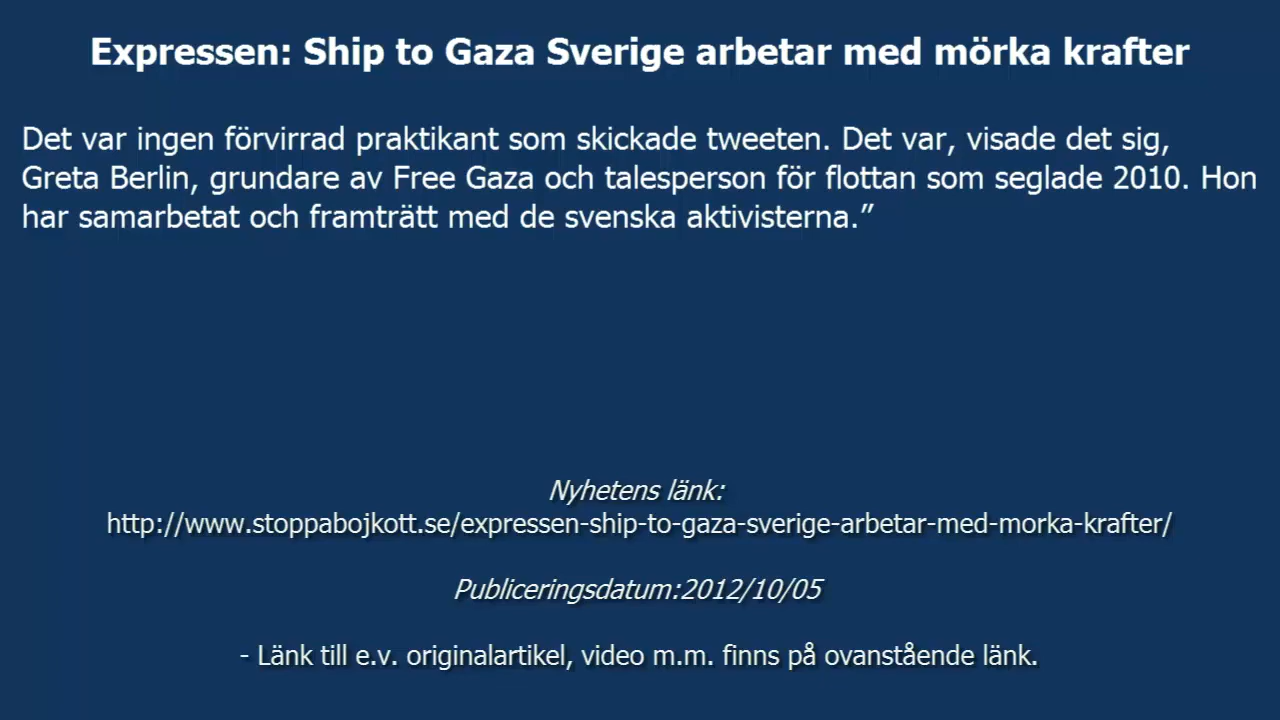 Expressen: Ship to Gaza Sverige arbetar med mörka krafter
Det var ingen förvirrad praktikant som skickade tweeten. Det var, visade det sig,
Greta Berlin, grundare av Free Gaza och talesperson för flottan som seglade 2010. Hon
har samarbetat och framträtt med de svenska aktivisterna.”
Nyhetens länk:
http://www.stoppabojkott.se/expressen-ship-to-gaza-sverige-arbetar-med-morka-krafter/
Publiceringsdatum:2012/10/05
- Länk till e.v. originalartikel, video m.m. finns på ovanstående länk.